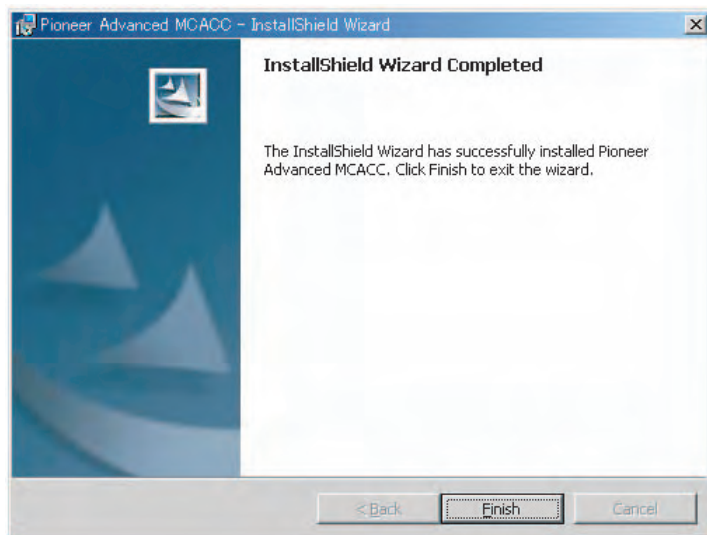 Pioneer Advanced MCACC - InstallShield Wizard
InstallShield Wizard Completed
The InstallShield Wizard has successfully installed Pioneer
Advanced MCACC. Click Finish to exit the wizard.
< Back
Finish
Cancel